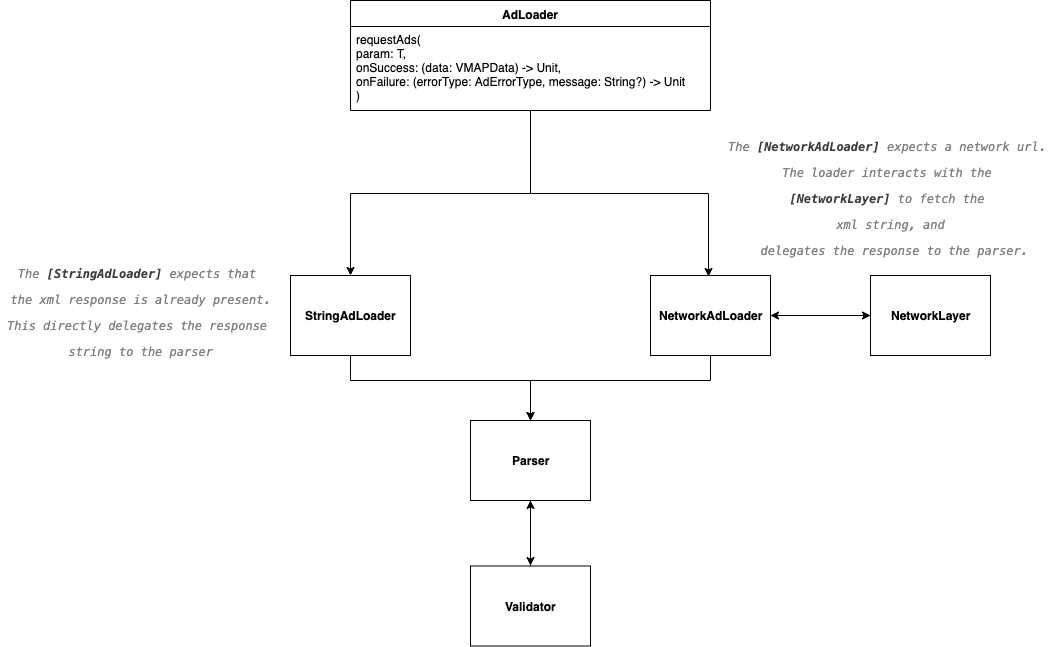 AdLoader
requestAds(
param: T,
onSuccess: (data: VMAPData) -> Unit,
onFailure: (errorType: AdErrorType, message: String?) -> Unit
)
The [NetworkAdLoader] expects a network url.
The loader interacts with the
[NetworkLayer] to fetch the
xml string, and
delegates the response to the parser.
The [StringAdLoader] expects that
the xml response is already present.
This directly delegates the response
string to the parser
StringAdLoader
NetworkAdLoader
NetworkLayer
Parser
Validator